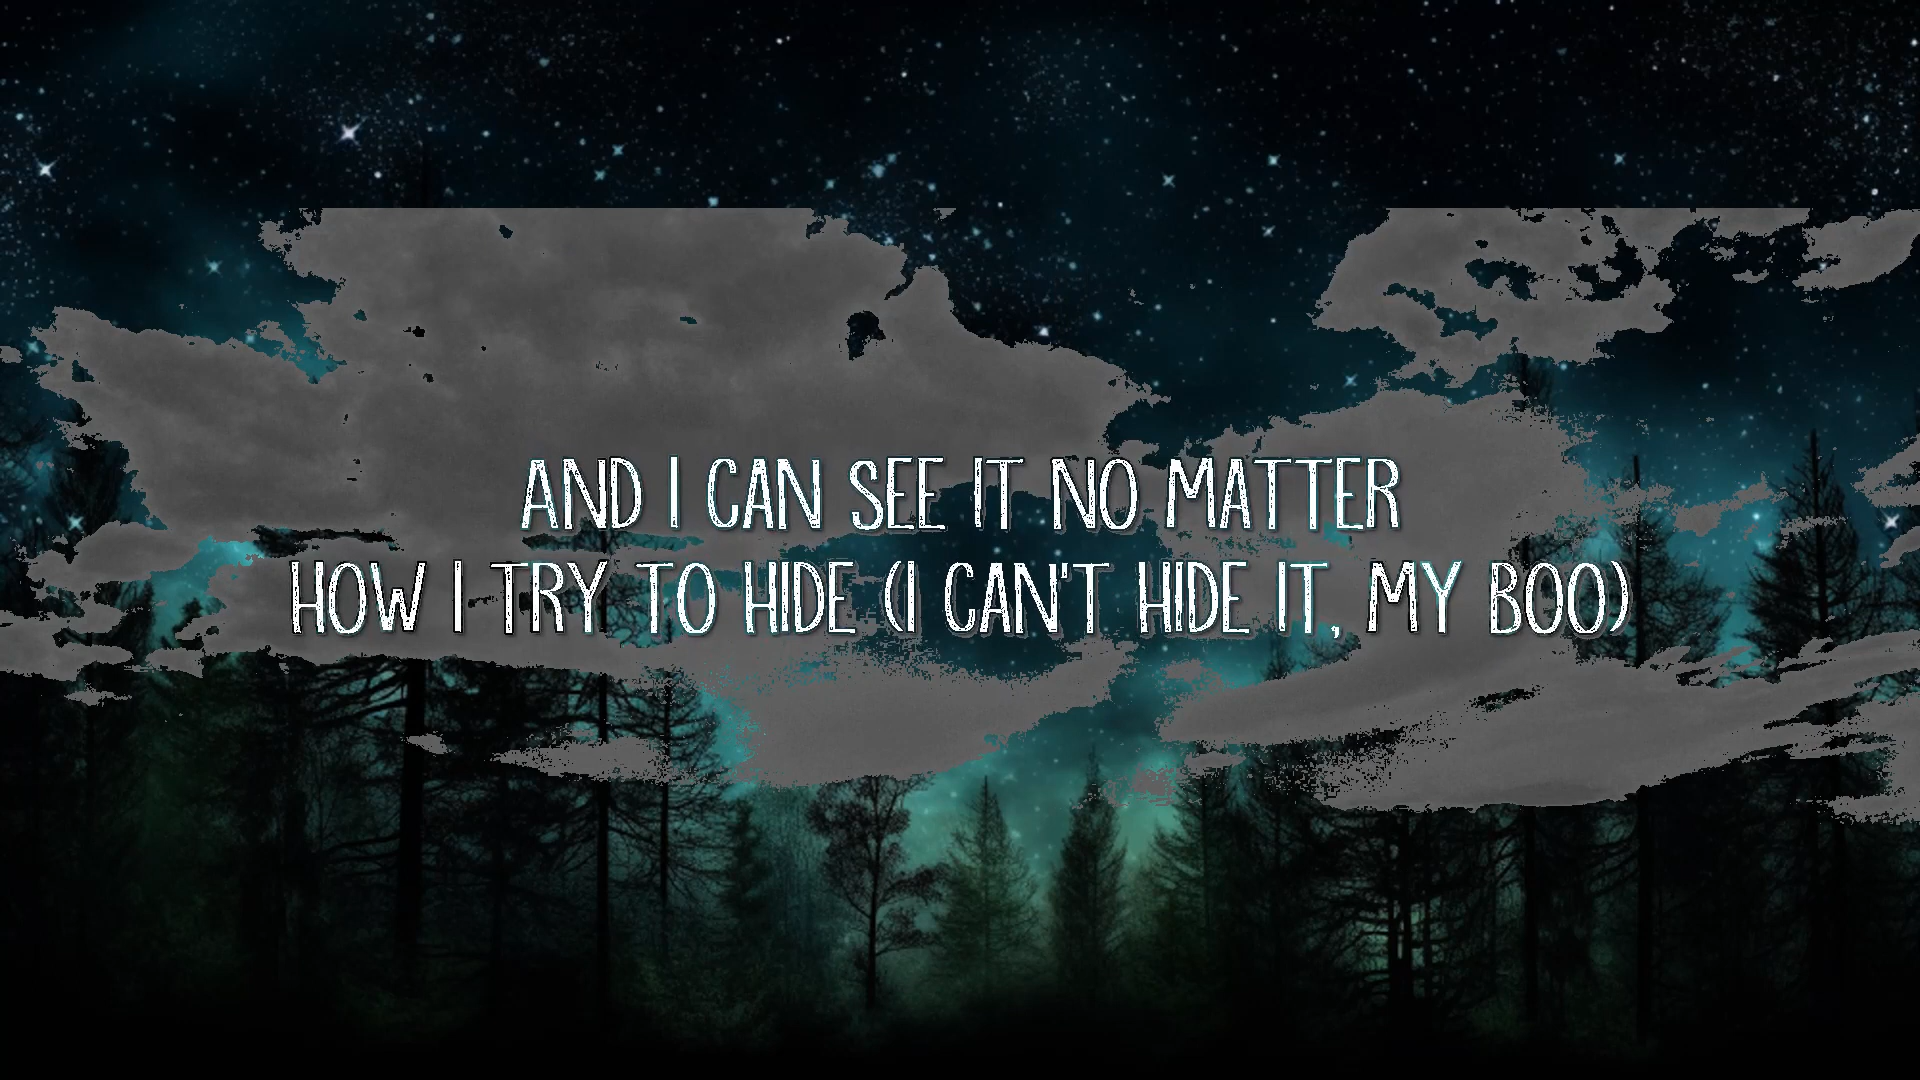 AND I CAN SEE IT NO MATTER
HOW I TRY TO HIDE (I CAN'T HIDE IT, MY BOO)